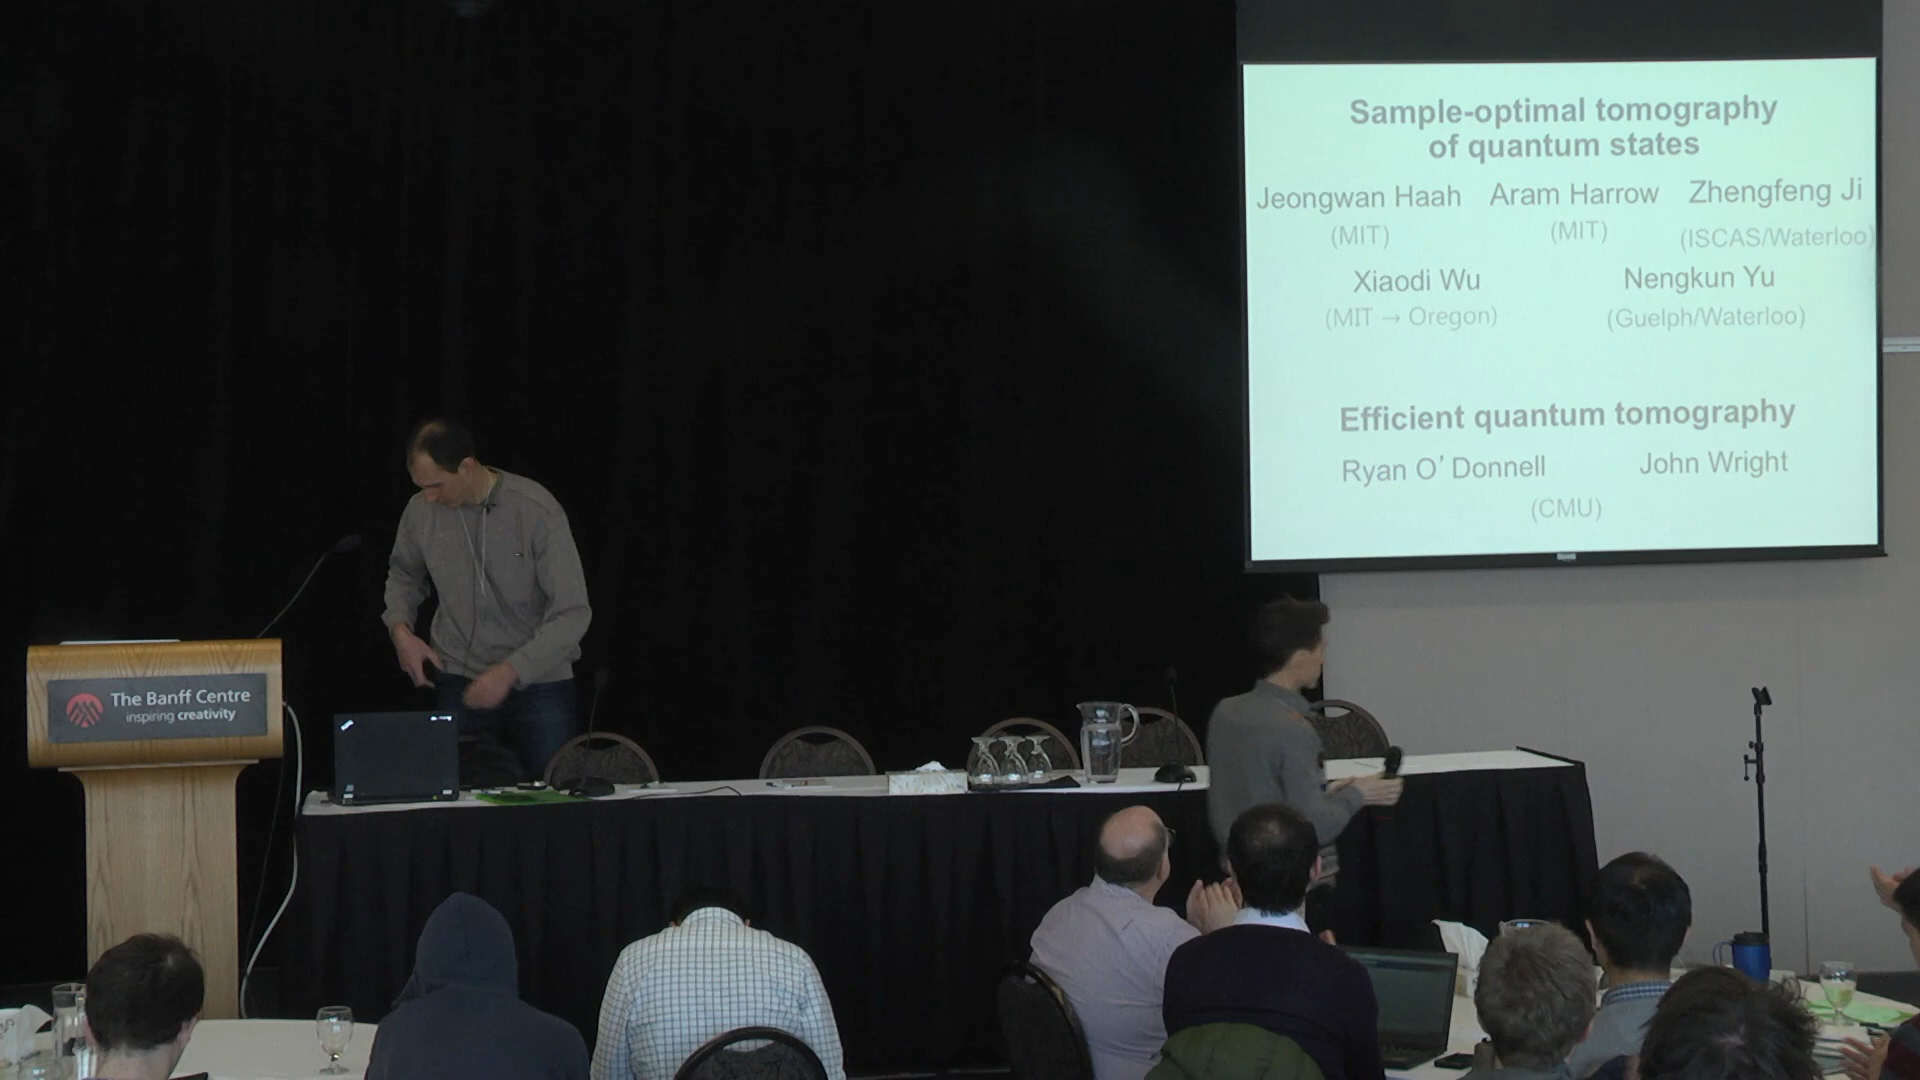 Sample-optimal tomography
of quantum states
Jeongwan Haah Aram Harrow Zhengfeng Ji
(MIT) (MIT) (ISCAS/Waterloo)
Xiaodi Wu Nengkun Yu
(MIT → Oregon) (Guelph/Waterloo)
Efficient quantum tomography
Ryan O’Donnell John Wright
(CMU)
The Banff Centre
inspiring creativity